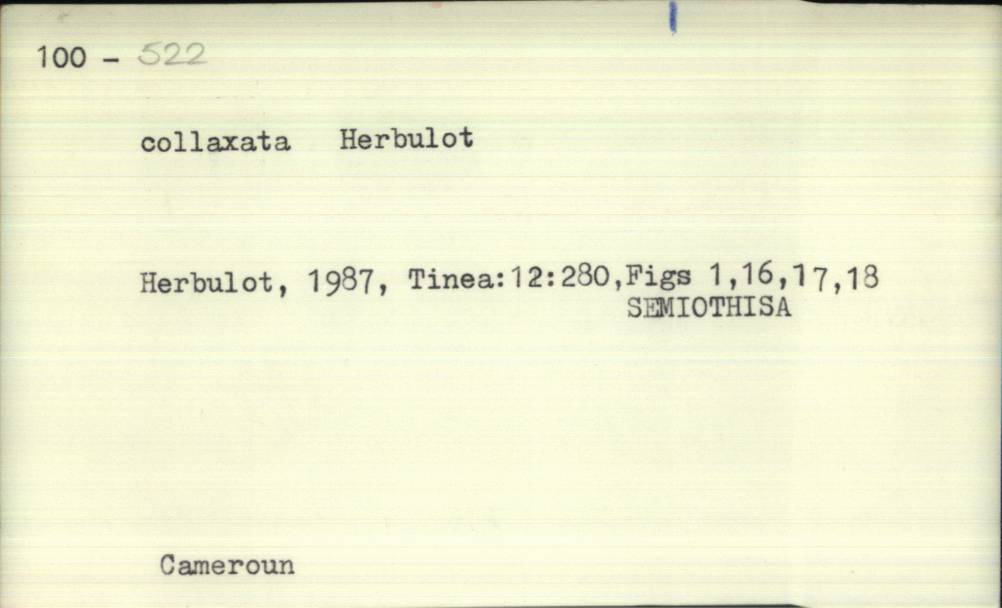 100 - 522
collaxata Herbulot
Herbulot, 1987, Tinea:12:280,Figs 1,16,17,18
SEMIOTHISA
Cameroun